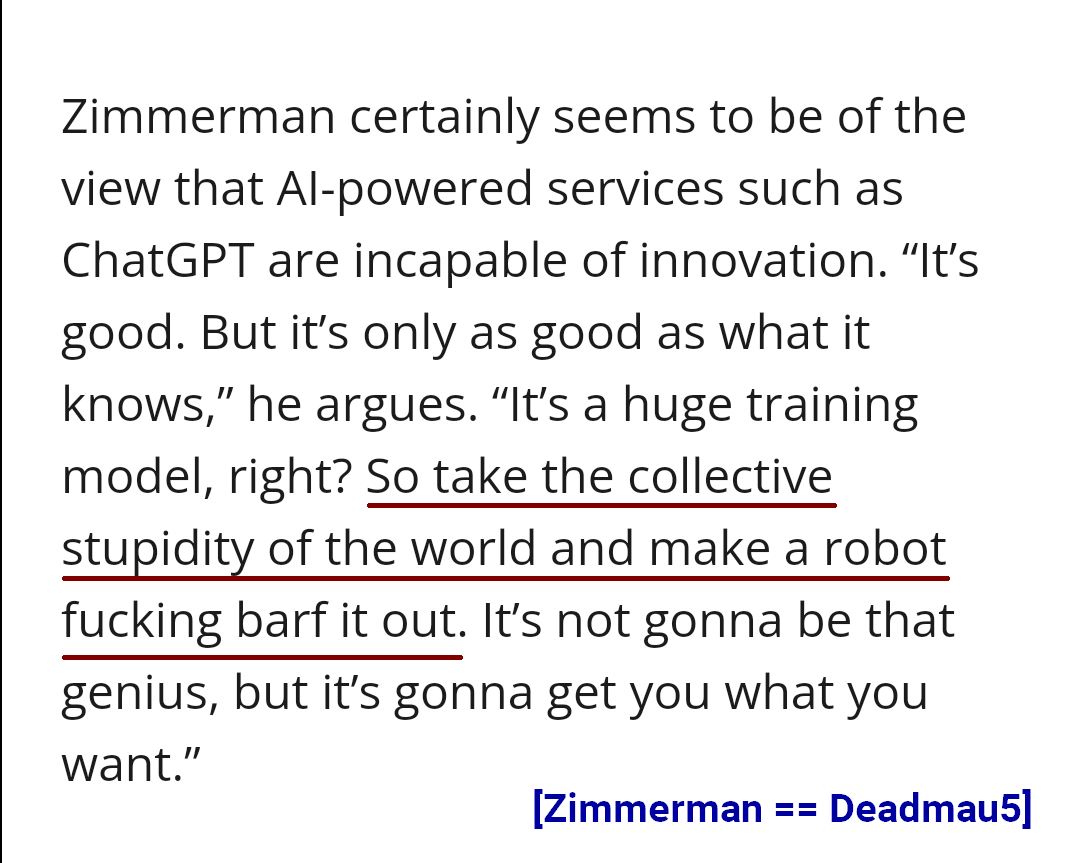 Zimmerman certainly seems to be of the
view that AI-powered services such as
ChatGPT are incapable of innovation. “It’s
good. But it’s only as good as what it
knows,” he argues. “It’s a huge training
model, right? So take the collective
stupidity of the world and make a robot
fucking barf it out. It’s not gonna be that
genius, but it’s gonna get you what you
want.”
[Zimmerman == Deadmau5]